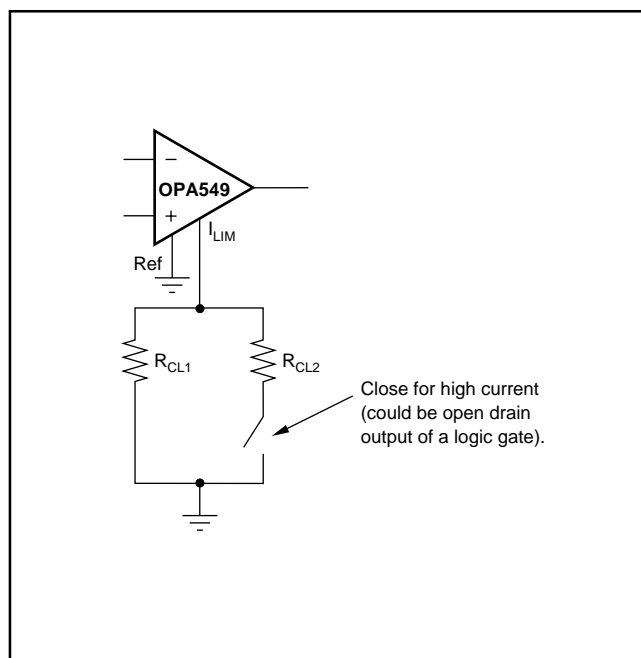 −
OPA549
+
I_LIM
Ref
R_CL1
R_CL2
Close for high current
(could be open drain
output of a logic gate).